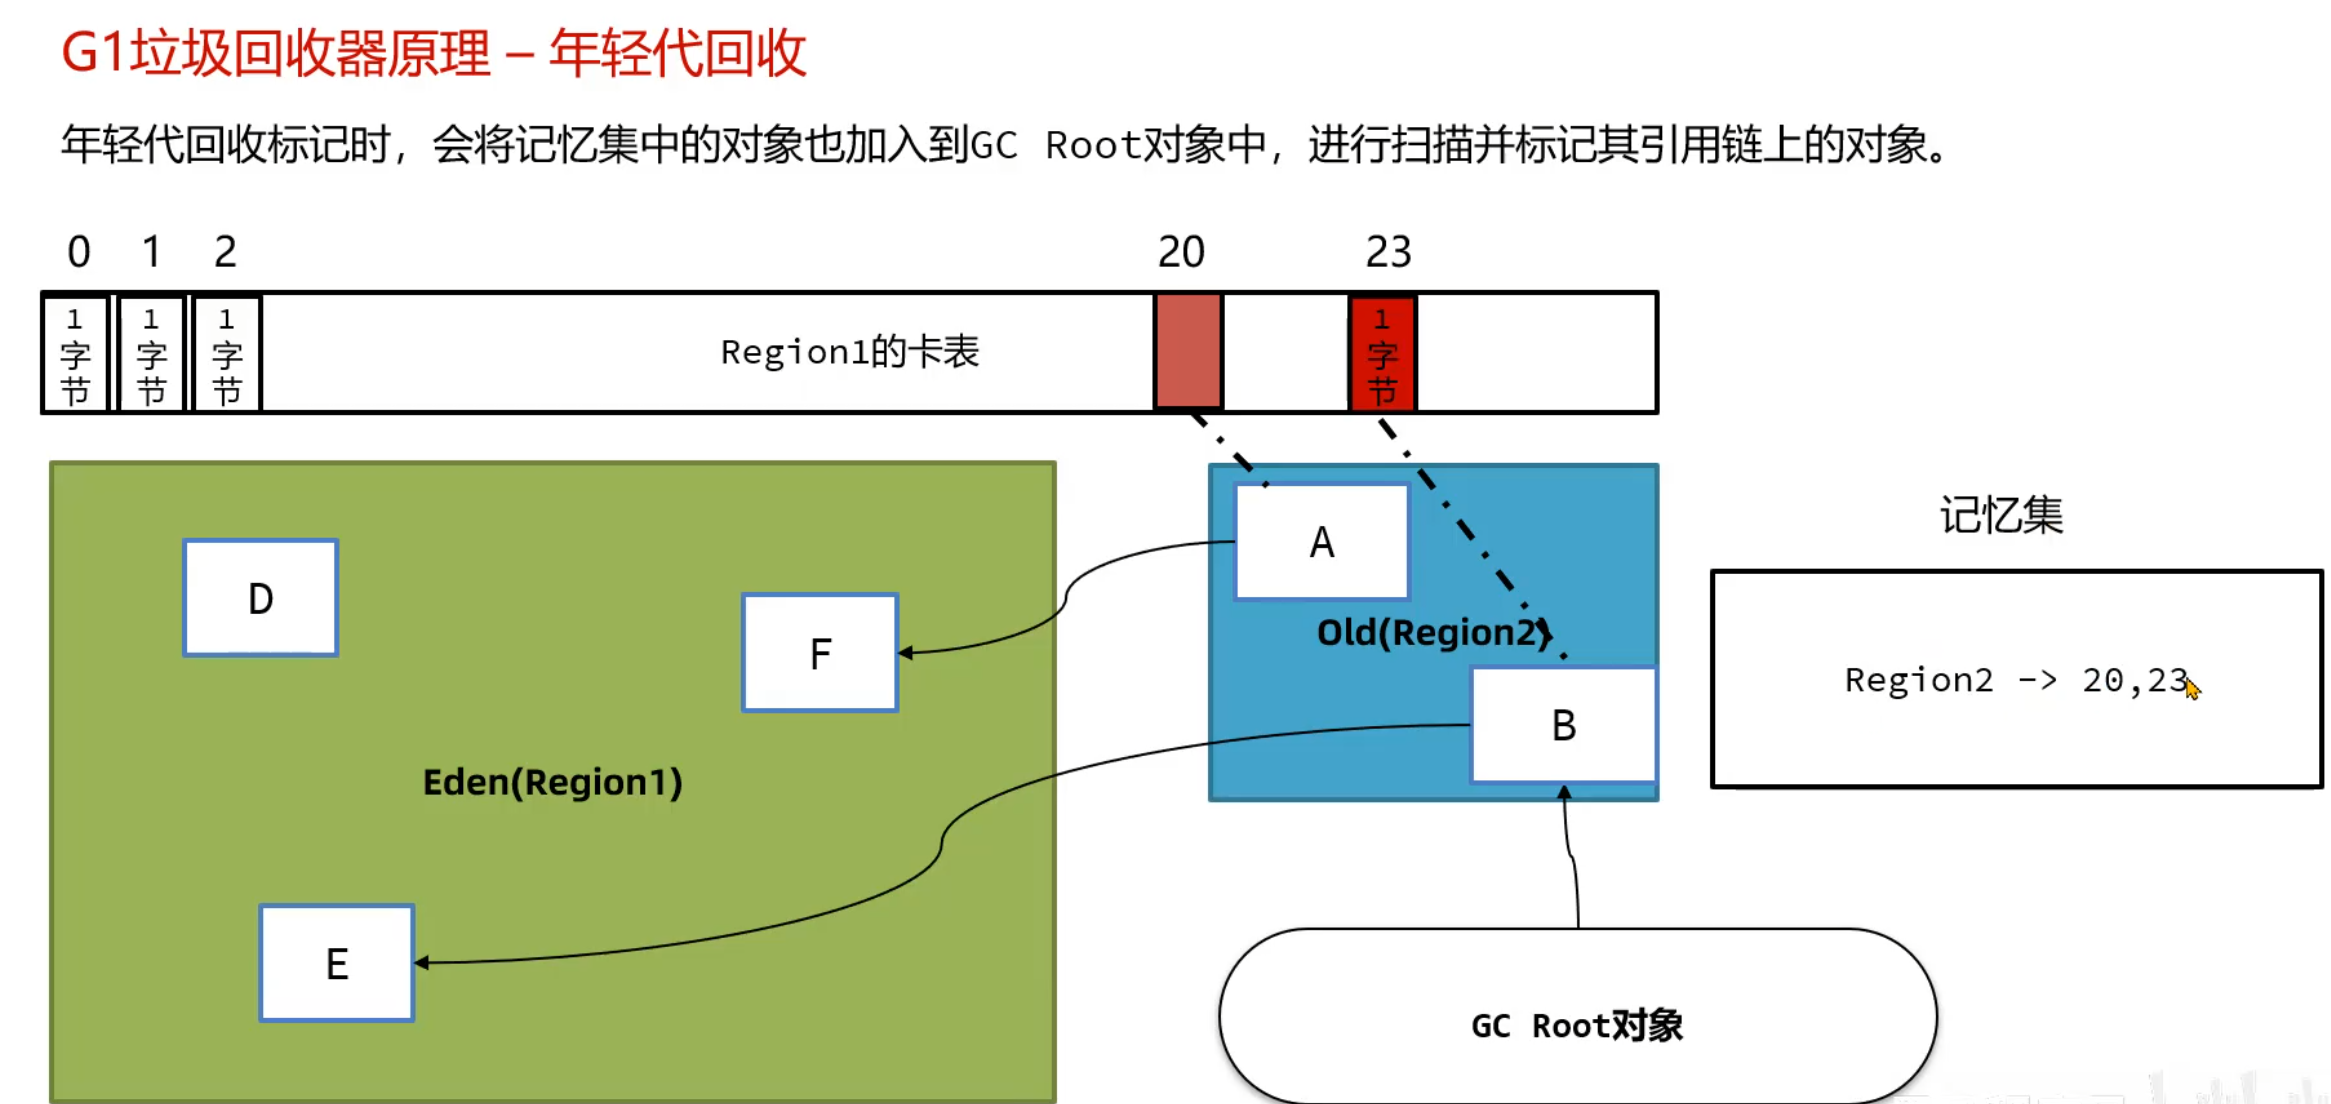 G1垃圾回收器原理 – 年轻代回收
年轻代回收标记时，会将记忆集中的对象也加入到GC Root对象中，进行扫描并标记其引用链上的对象。
0 1 2 20 23
1字节 1字节 1字节 Region1的卡表 1字节
记忆集
A
D
F
Old(Region2)
Region2 -> 20,23
B
Eden(Region1)
E
GC Root对象